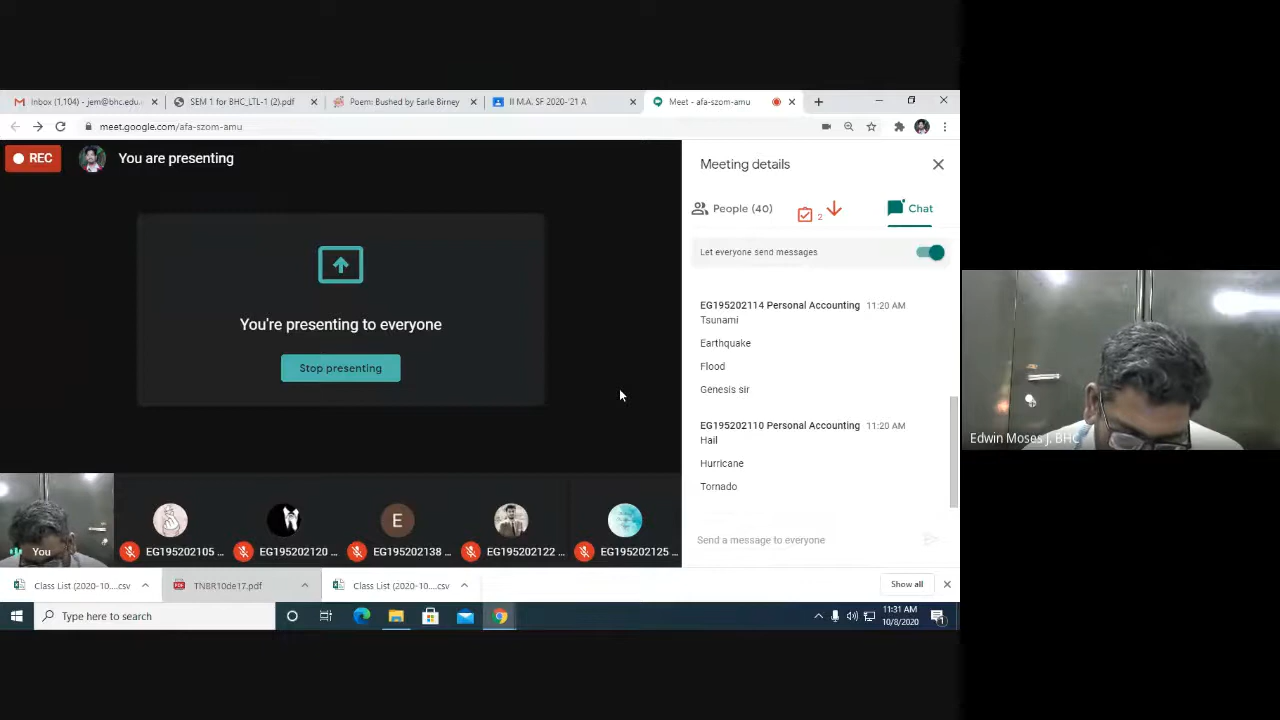 Inbox (1,104) - jem@bhc.edu.
SEM 1 for BHC_LTL-1 (2).pdf
Poem: Bushed by Earle Birney
II M.A. SF 2020-'21 A
Meet - afa-szom-amu
meet.google.com/afa-szom-amu
REC
You are presenting
You're presenting to everyone
Stop presenting
Meeting details
People (40)
2
Chat
Let everyone send messages
EG195202114 Personal Accounting 11:20 AM
Tsunami
Earthquake
Flood
Genesis sir
EG195202110 Personal Accounting 11:20 AM
Hail
Hurricane
Tornado
Send a message to everyone
You
E
EG195202105 ...
EG195202120 ...
EG195202138 ...
EG195202122 ...
EG195202125 ...
Edwin Moses J. BHC
Class List (2020-10....csv
PDF
TNBR10de17.pdf
Class List (2020-10....csv
Show all
Type here to search
11:31 AM
10/8/2020
1